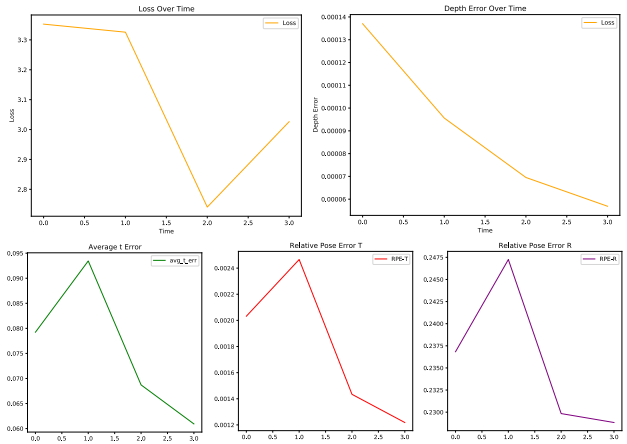 Loss Over Time
Loss
3.3
3.2
3.1
3.0
2.9
2.8
Loss
0.0 0.5 1.0 1.5 2.0 2.5 3.0
Time
Depth Error Over Time
Loss
0.00014
0.00013
0.00012
0.00011
0.00010
0.00009
0.00008
0.00007
0.00006
Depth Error
0.0 0.5 1.0 1.5 2.0 2.5 3.0
Time
Average t Error
avg_t_err
0.095
0.090
0.085
0.080
0.075
0.070
0.065
0.060
0.0 0.5 1.0 1.5 2.0 2.5 3.0
Relative Pose Error T
RPE-T
0.0024
0.0022
0.0020
0.0018
0.0016
0.0014
0.0012
0.0 0.5 1.0 1.5 2.0 2.5 3.0
Relative Pose Error R
RPE-R
0.2475
0.2450
0.2425
0.2400
0.2375
0.2350
0.2325
0.2300
0.0 0.5 1.0 1.5 2.0 2.5 3.0